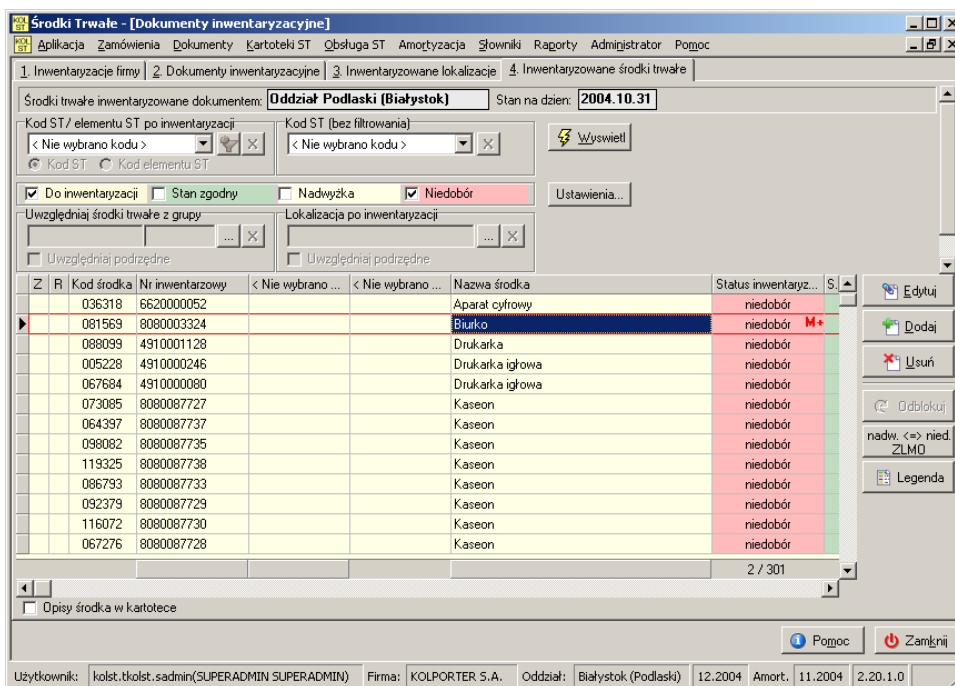 KOL ST Środki Trwałe - [Dokumenty inwentaryzacyjne]
KOL ST Aplikacja Zamówienia Dokumenty Kartoteki ST Obsługa ST Amortyzacja Słowniki Raporty Administrator Pomoc
1. Inwentaryzacje firmy 2. Dokumenty inwentaryzacyjne 3. Inwentaryzowane lokalizacje 4. Inwentaryzowane środki trwałe
Środki trwałe inwentaryzowane dokumentem: Oddział Podlaski (Białystok) Stan na dzien: 2004.10.31
Kod ST/ elementu ST po inwentaryzacji Kod ST (bez filtrowania)
< Nie wybrano kodu > < Nie wybrano kodu > Wyswietl
Kod ST Kod elementu ST
Do inwentaryzacji Stan zgodny Nadwyżka Niedobór Ustawienia...
Uwzględniaj środki trwałe z grupy Lokalizacja po inwentaryzacji
... ...
Uwzględniaj podrzędne Uwzględniaj podrzędne
Z R Kod środka Nr inwentarzowy < Nie wybrano ... < Nie wybrano ... Nazwa środka Status inwentaryz... S.
036318 6620000052 Aparat cyfrowy niedobór
081569 8080003324 Biurko niedobór M+
088099 4910001128 Drukarka niedobór
005228 4910000246 Drukarka igłowa niedobór
067684 4910000080 Drukarka igłowa niedobór
073085 8080087727 Kaseon niedobór
064397 8080087737 Kaseon niedobór
098082 8080087735 Kaseon niedobór
119325 8080087738 Kaseon niedobór
086793 8080087733 Kaseon niedobór
092379 8080087729 Kaseon niedobór
116072 8080087730 Kaseon niedobór
067276 8080087728 Kaseon niedobór
2 / 301
Edytuj
Dodaj
Usuń
Odblokuj
nadw. <=> nied.
ZLMO
Legenda
Opisy środka w kartotece
Pomoc Zamknij
Użytkownik: kolst.tkolst.sadmin(SUPERADMIN SUPERADMIN) Firma: KOLPORTER S.A. Oddział: Białystok (Podlaski) 12.2004 Amort. 11.2004 2.20.1.0